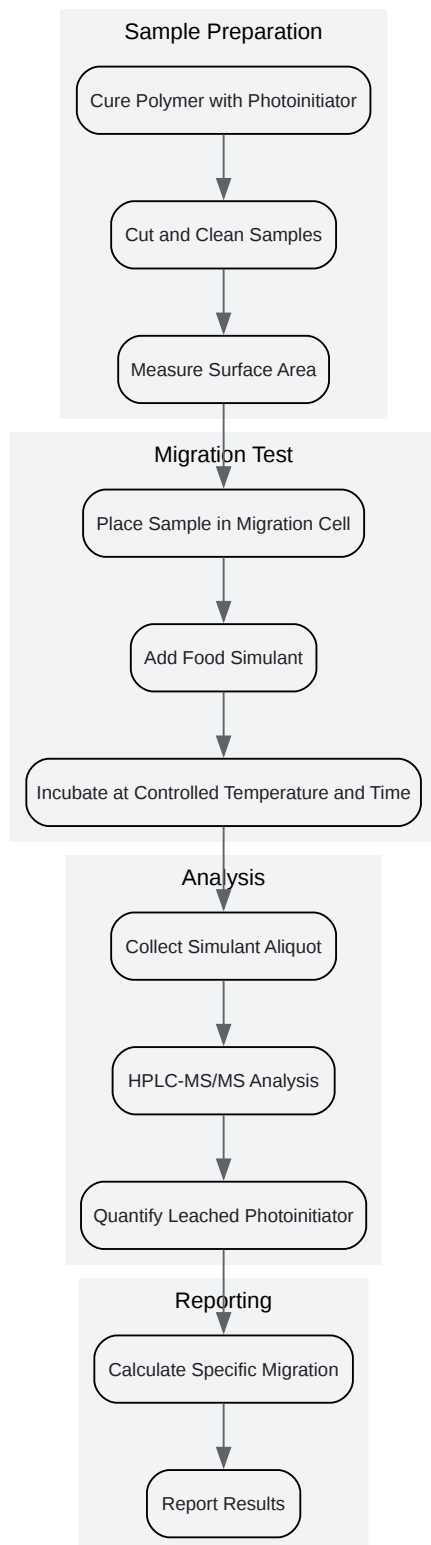 Sample Preparation
Cure Polymer with Photoinitiator
Cut and Clean Samples
Measure Surface Area
Migration Test
Place Sample in Migration Cell
Add Food Simulant
Incubate at Controlled Temperature and Time
Analysis
Collect Simulant Aliquot
HPLC-MS/MS Analysis
Quantify Leached Photoinitiator
Reporting
Calculate Specific Migration
Report Results